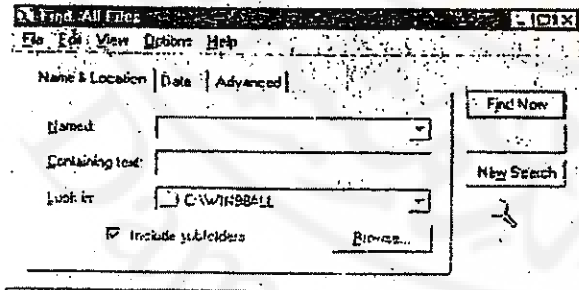 Find: All Files
File Edit View Options Help
Name & Location Date Advanced
Named:
Containing text:
Look in: C:\WIN98ALL
Include subfolders Browse...
Find Now
New Search